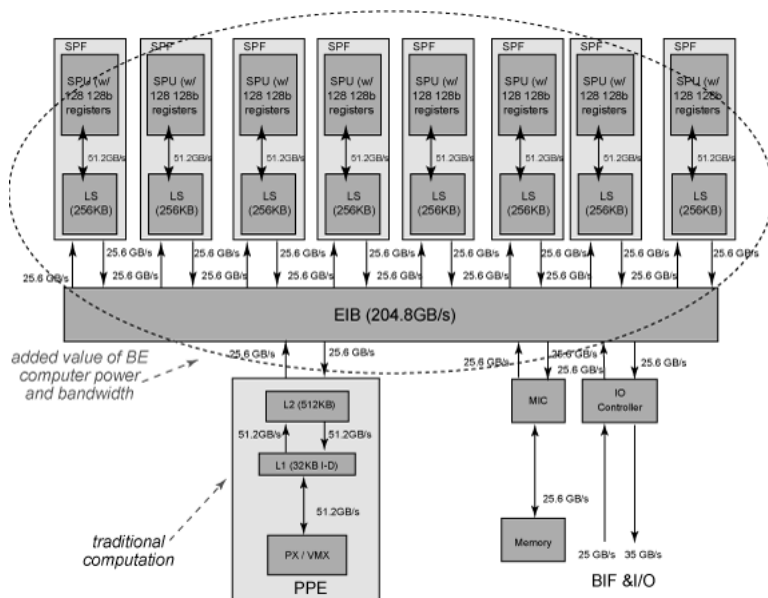 SPF SPF SPF SPF SPF SPF SPF SPF
SPU (w/ SPU (w/ SPU (w/ SPU (w/ SPU (w/ SPU (w/ SPU (w/ SPU (w/
128 128b 128 128b 128 128b 128 128b 128 128b 128 128b 128 128b 128 128b
registers) registers) registers) registers) registers) registers) registers) registers)
51.2GB/s 51.2GB/s 51.2GB/s 51.2GB/s 51.2GB/s 51.2GB/s 51.2GB/s 51.2GB/s
LS LS LS LS LS LS LS LS
(256KB) (256KB) (256KB) (256KB) (256KB) (256KB) (256KB) (256KB)
25.6 GB/s 25.6 GB/s 25.6 GB/s 25.6 GB/s 25.6 GB/s 25.6 GB/s 25.6 GB/s 25.6 GB/s
25.6 GB/s 25.6 GB/s 25.6 GB/s 25.6 GB/s 25.6 GB/s 25.6 GB/s 25.6 GB/s 25.6 GB/s
EIB (204.8GB/s)
added value of BE
computer power
and bandwidth
25.6 GB/s 25.6 GB/s 25.6 GB/s 25.6 GB/s 25.6 GB/s
25.6 GB/s
L2 (512KB)
MIC
IO
Controller
51.2GB/s 51.2GB/s
L1 (32KB I-D)
25.6 GB/s
51.2GB/s
traditional
computation
PX / VMX
Memory
25 GB/s 35 GB/s
PPE
BIF &I/O